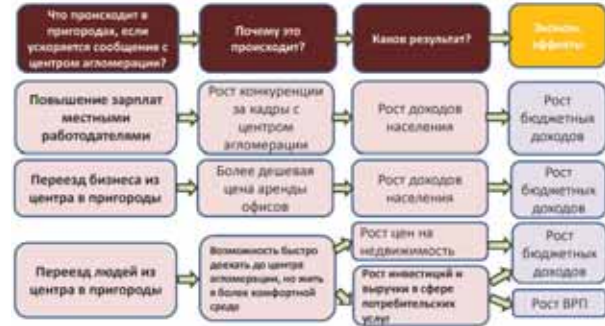 Что происходит в
пригородах, если
ускоряется сообщения с
центром агломерации?
Почему это
происходит?
Каков результат?
Эконом.
эффекты
Повышение зарплат
местными
работодателями
Рост конкуренции
за кадры с
центром
агломерации
Рост доходов
населения
Рост
бюджетных
доходов
Переезд бизнеса из
центра в пригороды
Более дешевая
цена аренды
офисов
Рост доходов
населения
Рост
бюджетных
доходов
Переезд людей из
центра в пригороды
Возможность быстро
доехать до центра
агломерации, но жить
в более комфортной
среде
Рост цен на
недвижимость
Рост инвестиций и
выручки в сфере
потребительских
услуг
Рост
бюджетных
доходов
Рост ВРП